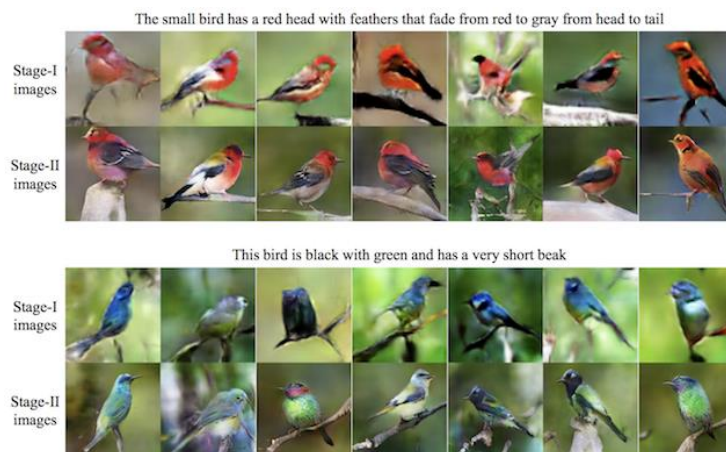 The small bird has a red head with feathers that fade from red to gray from head to tail
Stage-I
images
Stage-II
images
This bird is black with green and has a very short beak
Stage-I
images
Stage-II
images